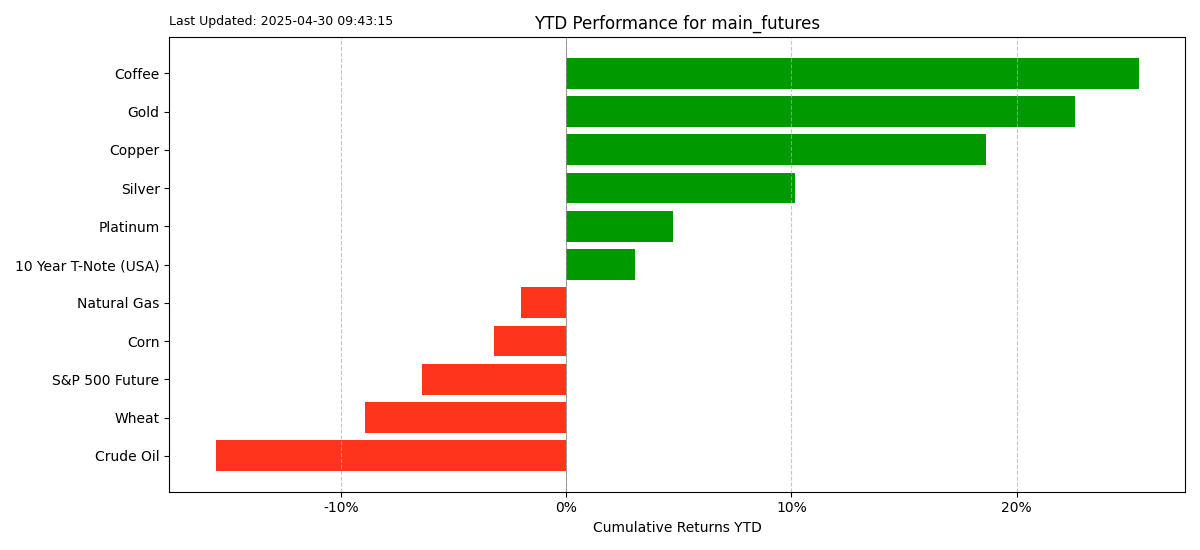 Last Updated: 2025-04-30 09:43:15
YTD Performance for main_futures
Coffee
Gold
Copper
Silver
Platinum
10 Year T-Note (USA)
Natural Gas
Corn
S&P 500 Future
Wheat
Crude Oil
-10%
0%
10%
20%
Cumulative Returns YTD